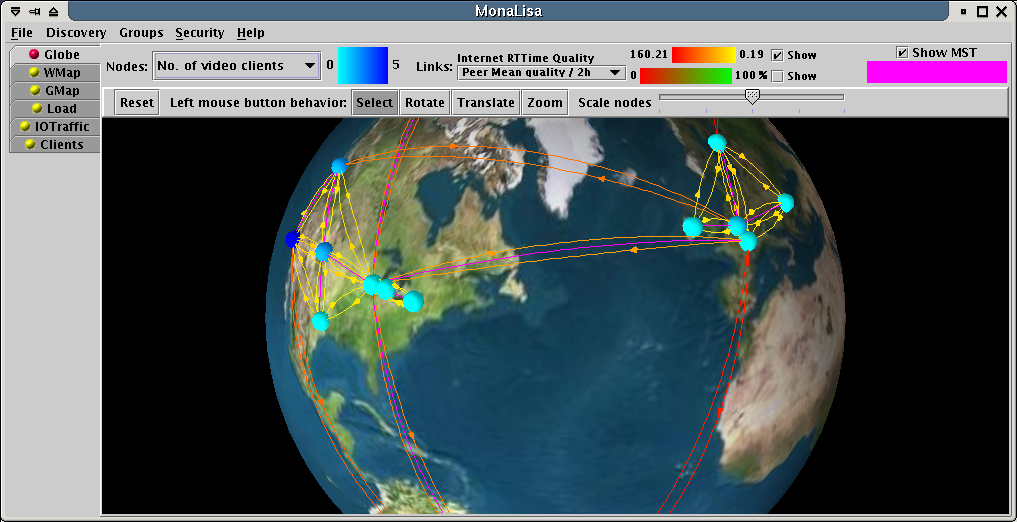 MonaLisa
File Discovery Groups Security Help
Globe
WMap
GMap
Load
IOTraffic
Clients
Nodes: No. of video clients 0 5
Links: Internet RTTime Quality
Peer Mean quality / 2h
160.21 0.19 Show
0 100 % Show
Show MST
Reset Left mouse button behavior: Select Rotate Translate Zoom Scale nodes